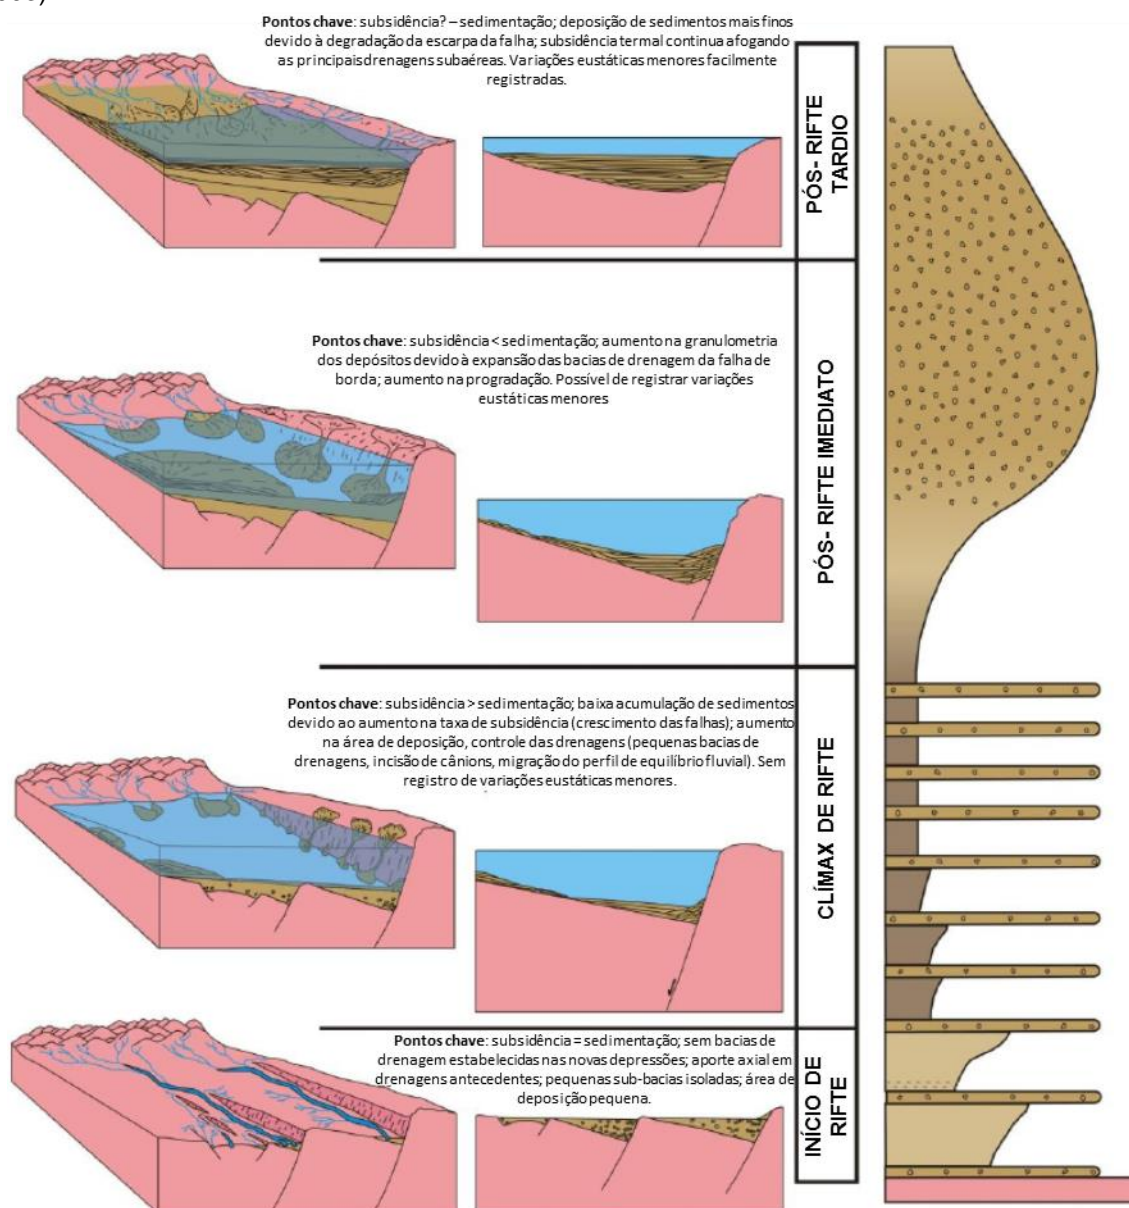 Pontos chave: subsidência? – sedimentação; deposição de sedimentos mais finos
devido à degradação da escarpa da falha; subsidência termal continua afogando
as principais drenagens subaéreas. Variações eustáticas menores facilmente
registradas.
PÓS- RIFTE
TARDIO
Pontos chave: subsidência < sedimentação; aumento na granulometria
dos depósitos devido à expansão das bacias de drenagem da falha de
borda; aumento na progradação. Possível de registrar variações
eustáticas menores
PÓS- RIFTE IMEDIATO
Pontos chave: subsidência > sedimentação; baixa acumulação de sedimentos
devido ao aumento na taxa de subsidência (crescimento das falhas); aumento
na área de deposição, controle das drenagens (pequenas bacias de
drenagens, incisão de cânions, migração do perfil de equilíbrio fluvial). Sem
registro de variações eustáticas menores.
CLÍMAX DE RIFTE
Pontos chave: subsidência = sedimentação; sem bacias de
drenagem estabelecidas nas novas depressões; aporte axial em
drenagens antecedentes; pequenas sub-bacias isoladas; área de
deposição pequena.
INÍCIO DE
RIFTE